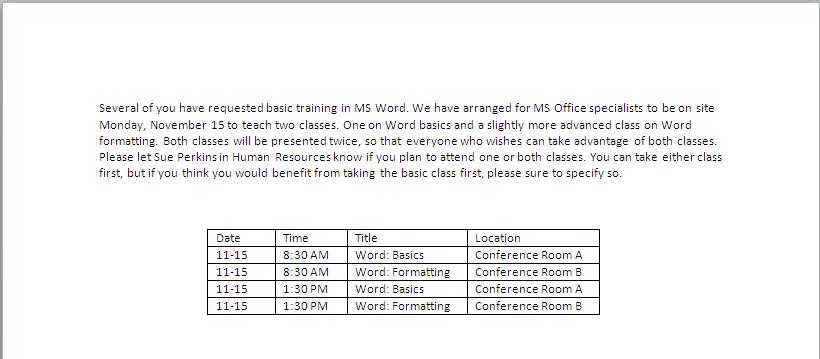 Several of you have requested basic training in MS Word. We have arranged for MS Office specialists to be on site
Monday, November 15 to teach two classes. One on Word basics and a slightly more advanced class on Word
formatting. Both classes will be presented twice, so that everyone who wishes can take advantage of both classes.
Please let Sue Perkins in Human Resources know if you plan to attend one or both classes. You can take either class
first, but if you think you would benefit from taking the basic class first, please sure to specify so.
Date Time Title Location
11-15 8:30 AM Word: Basics Conference Room A
11-15 8:30 AM Word: Formatting Conference Room B
11-15 1:30 PM Word: Basics Conference Room A
11-15 1:30 PM Word: Formatting Conference Room B